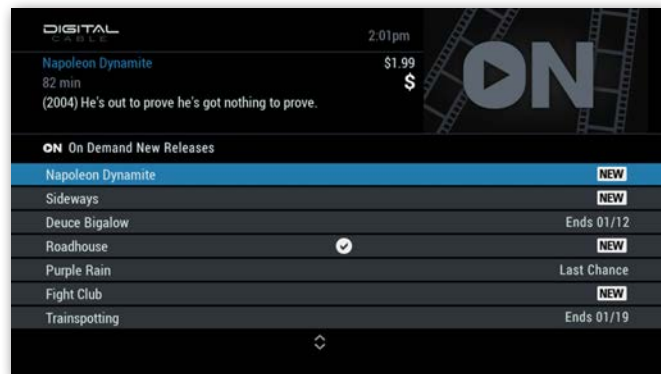 DIGITAL
CABLE
2:01pm
Napoleon Dynamite $1.99
82 min $
(2004) He's out to prove he's got nothing to prove.
ON
ON On Demand New Releases
Napoleon Dynamite NEW
Sideways NEW
Deuce Bigalow Ends 01/12
Roadhouse NEW
Purple Rain Last Chance
Fight Club NEW
Trainspotting Ends 01/19